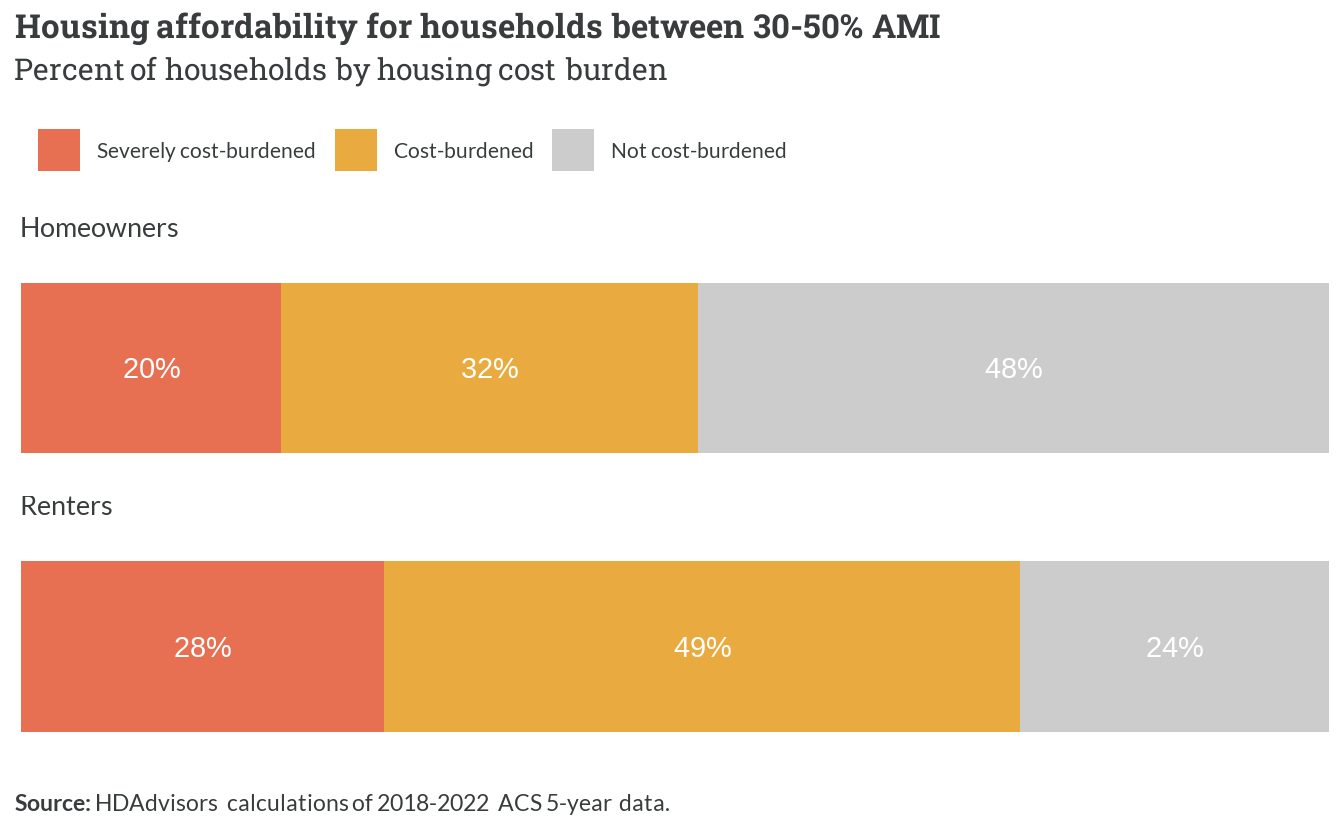 Housing affordability for households between 30-50% AMI
Percent of households by housing cost burden
Severely cost-burdened Cost-burdened Not cost-burdened
Homeowners
20% 32% 48%
Renters
28% 49% 24%
Source: HDAdvisors calculations of 2018-2022 ACS 5-year data.